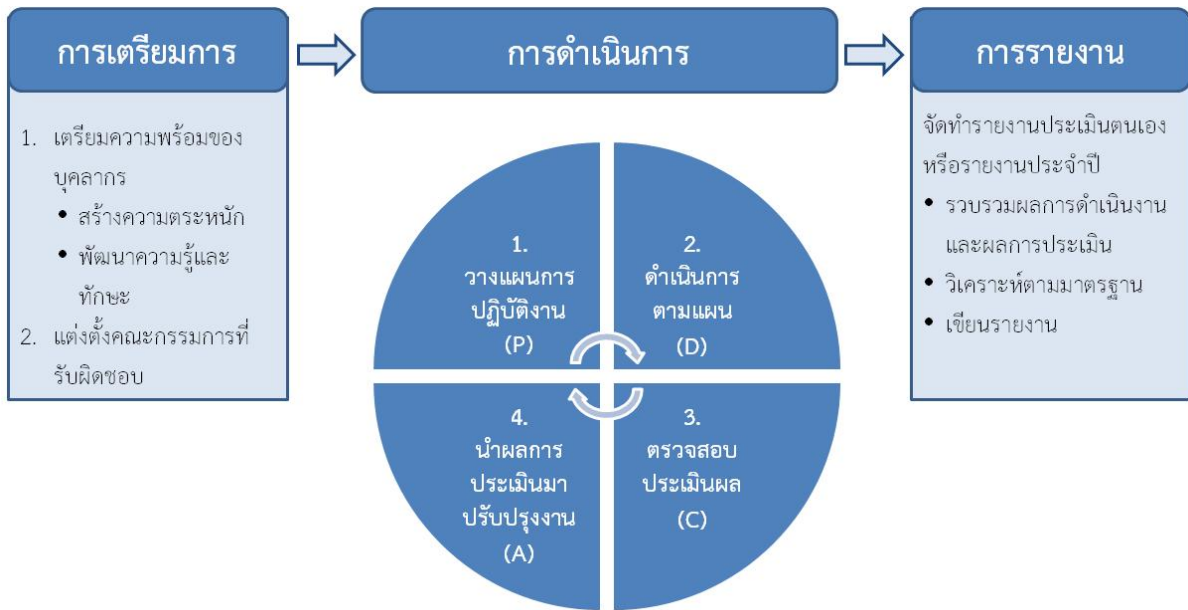 การเตรียมการ
1. เตรียมความพร้อมของ
บุคลากร
• สร้างความตระหนัก
• พัฒนาความรู้และ
ทักษะ
2. แต่งตั้งคณะกรรมการที่
รับผิดชอบ
การดำเนินการ
1.
วางแผนการ
ปฏิบัติงาน
(P)
2.
ดำเนินการ
ตามแผน
(D)
3.
ตรวจสอบ
ประเมินผล
(C)
4.
นำผลการ
ประเมินมา
ปรับปรุงงาน
(A)
การรายงาน
จัดทำรายงานประเมินตนเอง
หรือรายงานประจำปี
• รวบรวมผลการดำเนินงาน
และผลการประเมิน
• วิเคราะห์ตามมาตรฐาน
• เขียนรายงาน